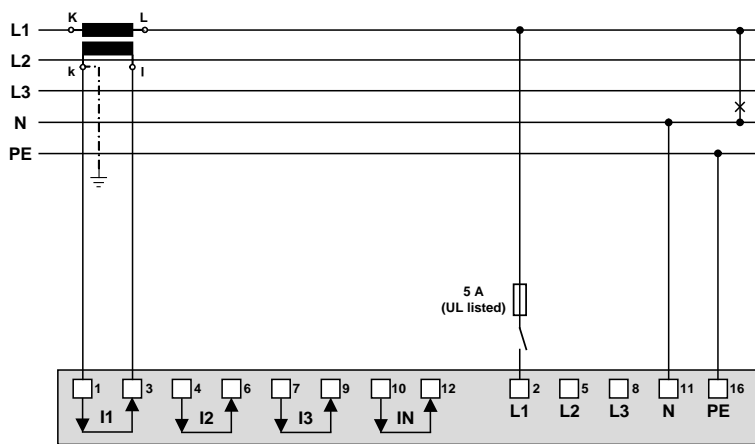 K L
L1
L2
k l
L3
N
PE
5 A
(UL listed)
1 3 4 6 7 9 10 12 2 5 8 11 16
I1 I2 I3 IN L1 L2 L3 N PE